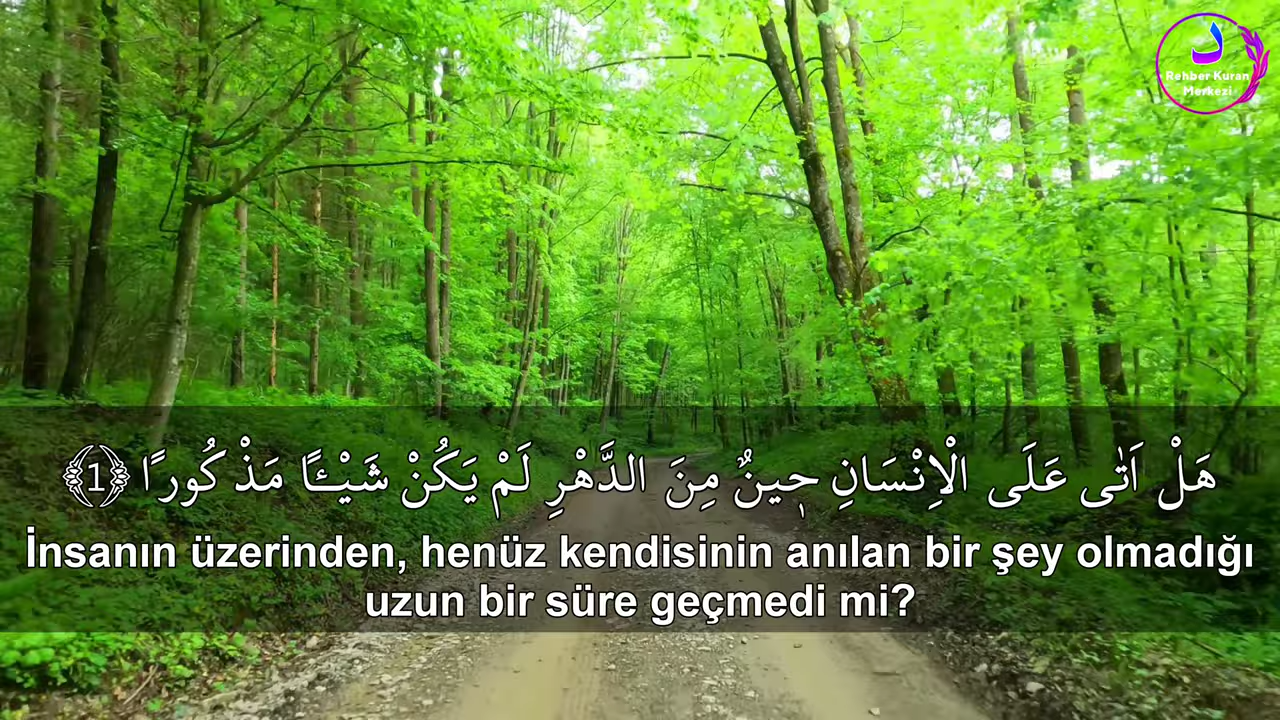 د
Rehber Kuran
Merkezi
هَلْ اَتٰى عَلَى الْاِنْسَانِ ح۪ينٌ مِنَ الدَّهْرِ لَمْ يَكُنْ شَيْـًٔا مَذْكُورًا ﴿1﴾
İnsanın üzerinden, henüz kendisinin anılan bir şey olmadığı
uzun bir süre geçmedi mi?